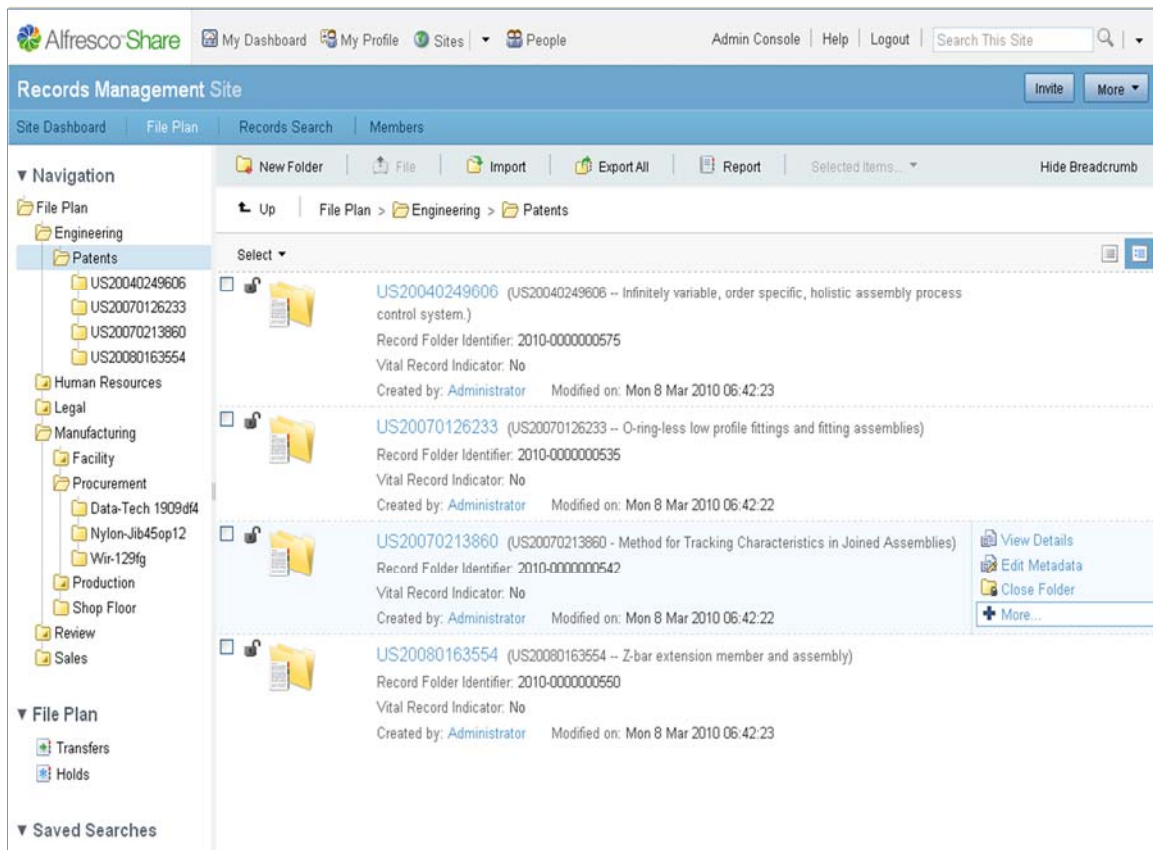 Alfresco Share My Dashboard My Profile Sites People Admin Console Help Logout Search This Site
Records Management Site Invite More
Site Dashboard File Plan Records Search Members
New Folder File Import Export All Report Selected Items... Hide Breadcrumb
Up File Plan > Engineering > Patents
Select
Navigation
File Plan
Engineering
Patents
US20040249606
US20070126233
US20070213860
US20080163554
Human Resources
Legal
Manufacturing
Facility
Procurement
Data-Tech 1909df4
Nylon-Jib45op12
Wir-129fg
Production
Shop Floor
Review
Sales
File Plan
Transfers
Holds
Saved Searches
US20040249606 (US20040249606 -- Infinitely variable, order specific, holistic assembly process
control system.)
Record Folder Identifier: 2010-0000000575
Vital Record Indicator: No
Created by: Administrator Modified on: Mon 8 Mar 2010 06:42:23
US20070126233 (US20070126233 -- O-ring-less low profile fittings and fitting assemblies)
Record Folder Identifier: 2010-0000000535
Vital Record Indicator: No
Created by: Administrator Modified on: Mon 8 Mar 2010 06:42:22
US20070213860 (US20070213860 - Method for Tracking Characteristics in Joined Assemblies)
Record Folder Identifier: 2010-0000000542
Vital Record Indicator: No
Created by: Administrator Modified on: Mon 8 Mar 2010 06:42:22
View Details
Edit Metadata
Close Folder
More...
US20080163554 (US20080163554 -- Z-bar extension member and assembly)
Record Folder Identifier: 2010-0000000550
Vital Record Indicator: No
Created by: Administrator Modified on: Mon 8 Mar 2010 06:42:23